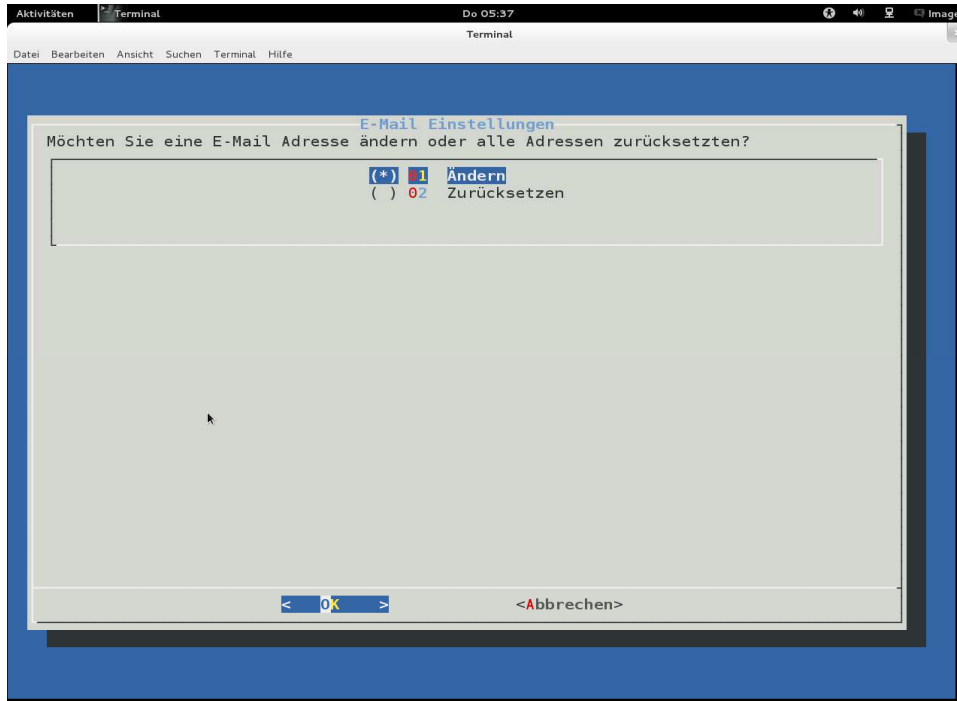 Aktivitäten Terminal Do 05:37 Image
Terminal
Datei Bearbeiten Ansicht Suchen Terminal Hilfe
E-Mail Einstellungen
Möchten Sie eine E-Mail Adresse ändern oder alle Adressen zurücksetzten?
(*) 01 Ändern
( ) 02 Zurücksetzen
< OK > <Abbrechen>